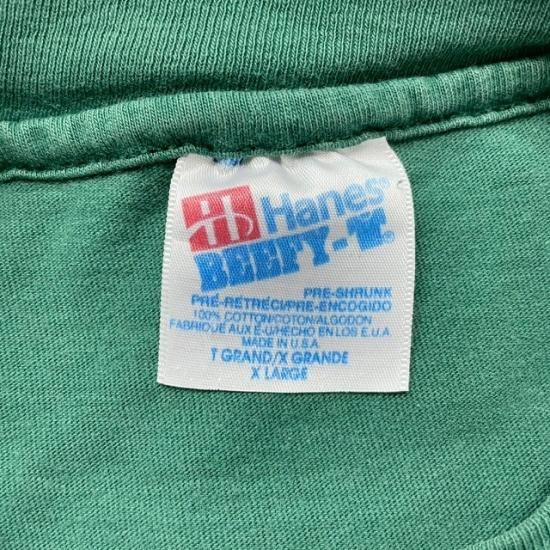 Hanes®
BEEFY-T®
PRE-SHRUNK
PRÉ-RETRÉCI/PRE-ENCOGIDO
100% COTTON/COTON/ALGODON
FABRIQUÉ AUX E-U/HECHO EN LOS E.U.A.
MADE IN U.S.A.
T GRAND/X GRANDE
X LARGE